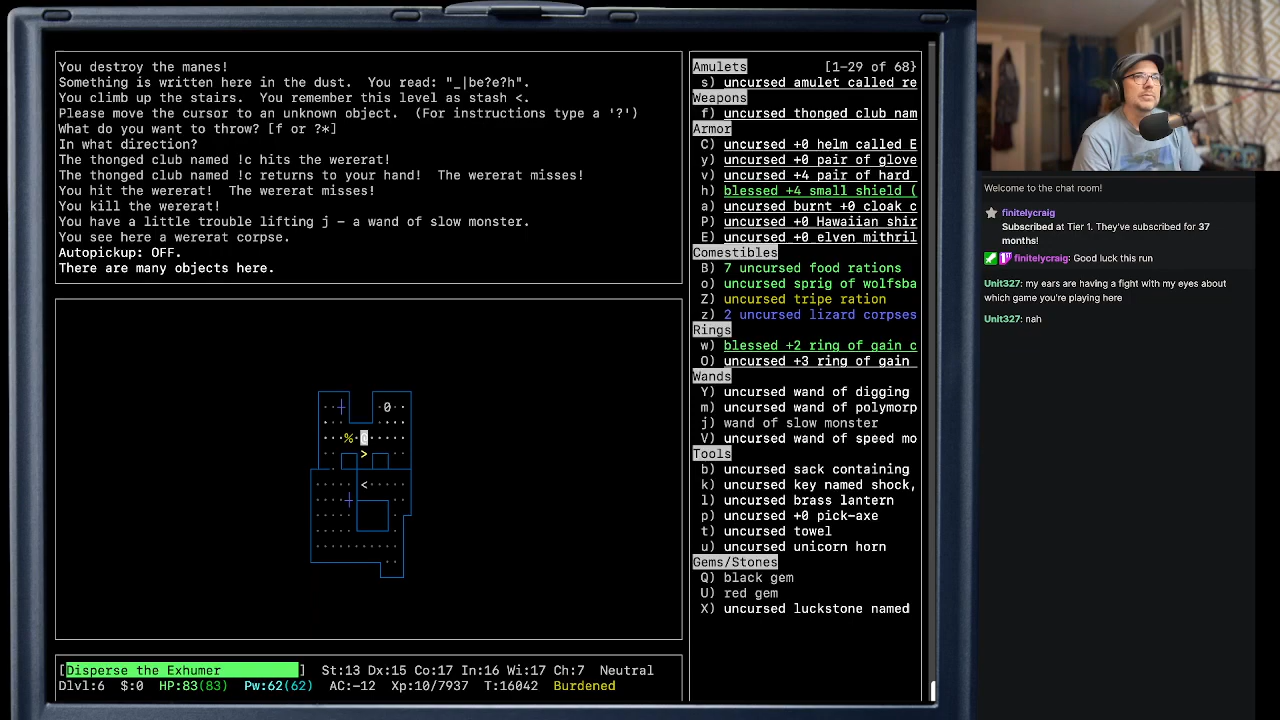 You destroy the manes!
Something is written here in the dust.  You read: "_|be?e?h".
You climb up the stairs.  You remember this level as stash <.
Please move the cursor to an unknown object.  (For instructions type a '?')
What do you want to throw? [f or ?*]
In what direction?
The thonged club named !c hits the wererat!
The thonged club named !c returns to your hand!  The wererat misses!
You hit the wererat!  The wererat misses!
You kill the wererat!
You have a little trouble lifting j - a wand of slow monster.
You see here a wererat corpse.
Autopickup: OFF.
There are many objects here.
[Disperse the Exhumer ] St:13 Dx:15 Co:17 In:16 Wi:17 Ch:7 Neutral
Dlvl:6 $:0 HP:83(83) Pw:62(62) AC:-12 Xp:10/7937 T:16042 Burdened
Amulets [1-29 of 68}
s) uncursed amulet called re
Weapons
f) uncursed thonged club nam
Armor
C) uncursed +0 helm called E
y) uncursed +0 pair of glove
v) uncursed +4 pair of hard
h) blessed +4 small shield (
a) uncursed burnt +0 cloak c
P) uncursed +0 Hawaiian shir
E) uncursed +0 elven mithril
Comestibles
B) 7 uncursed food rations
o) uncursed sprig of wolfsba
Z) uncursed tripe ration
z) 2 uncursed lizard corpses
Rings
w) blessed +2 ring of gain c
O) uncursed +3 ring of gain
Wands
Y) uncursed wand of digging
m) uncursed wand of polymorp
j) wand of slow monster
V) uncursed wand of speed mo
Tools
b) uncursed sack containing
k) uncursed key named shock,
l) uncursed brass lantern
p) uncursed +0 pick-axe
t) uncursed towel
u) uncursed unicorn horn
Gems/Stones
Q) black gem
U) red gem
X) uncursed luckstone named
Welcome to the chat room!
finitelycraig
Subscribed at Tier 1. They've subscribed for 37
months!
finitelycraig: Good luck this run
Unit327: my ears are having a fight with my eyes about
which game you're playing here
Unit327: nah